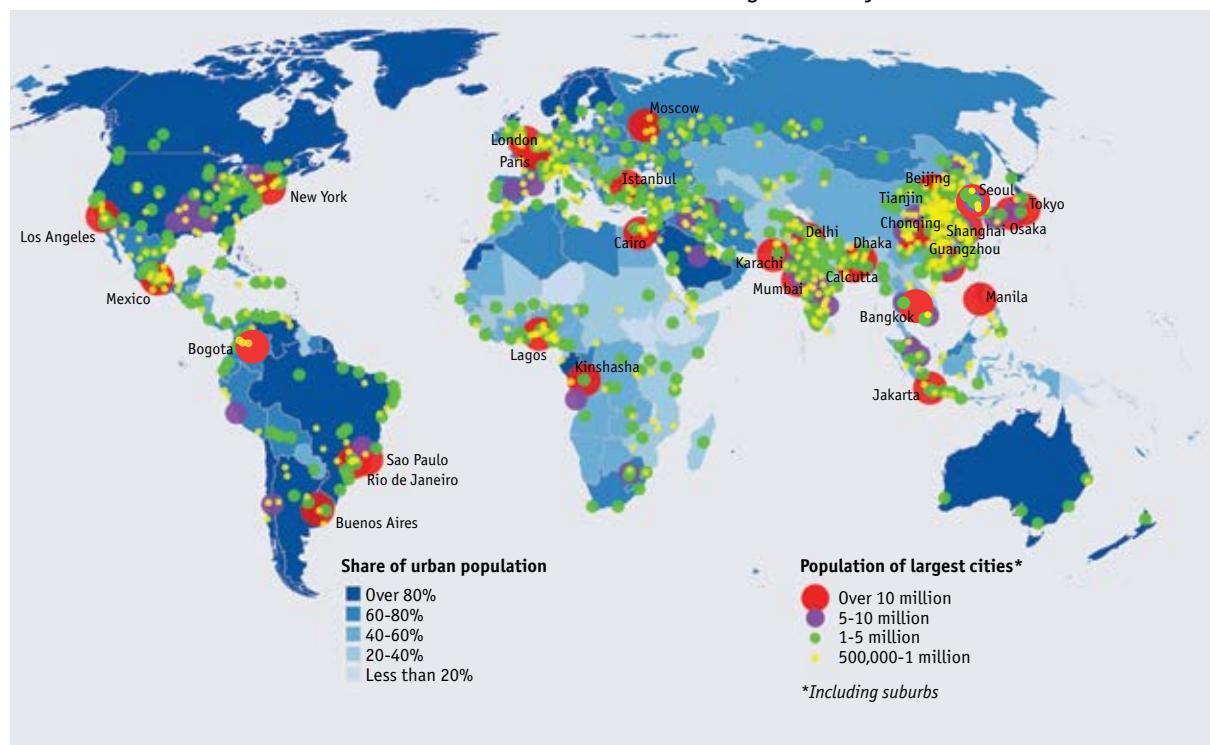 Moscow
London
Paris
Istanbul
New York
Los Angeles
Mexico
Cairo
Karachi
Delhi
Dhaka
Mumbai
Calcutta
Beijing
Tianjin
Seoul
Tokyo
Chonqing
Shanghai
Osaka
Guangzhou
Manila
Bangkok
Bogota
Lagos
Kinshasha
Jakarta
Sao Paulo
Rio de Janeiro
Buenos Aires
Share of urban population
Over 80%
60-80%
40-60%
20-40%
Less than 20%
Population of largest cities*
Over 10 million
5-10 million
1-5 million
500,000-1 million
*Including suburbs